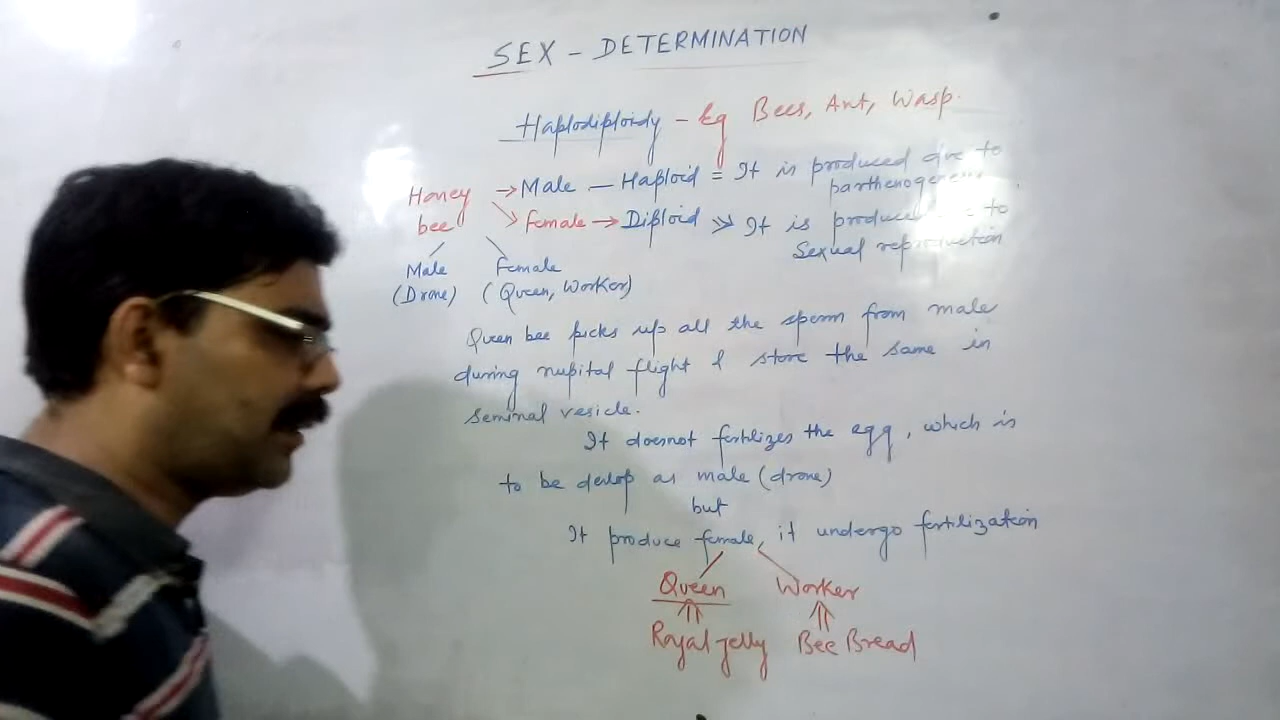 SEX - DETERMINATION
Haplodiploidy - eg Bees, Ant, Wasp.
Honey bee → Male — Haploid = It is produced due to parthenogenesis
→ Female → Diploid ⇒ It is produced to
Sexual reproduction
Male Female
(Drone) (Queen, Worker)
Queen bee picks up all the sperm from male
during nupital flight & store the same in
seminal vesicle.
It doesnot fertilizes the egg, which is
to be devlop as male (drone)
but
It produce female, it undergo fertilization
Queen Worker
Royal jelly Bee Bread